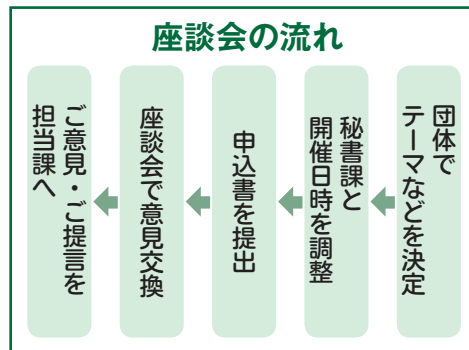 座談会の流れ
団体で
テーマなどを決定
秘書課と
開催日時を調整
申込書を提出
座談会で意見交換
ご意見・ご提言を
担当課へ